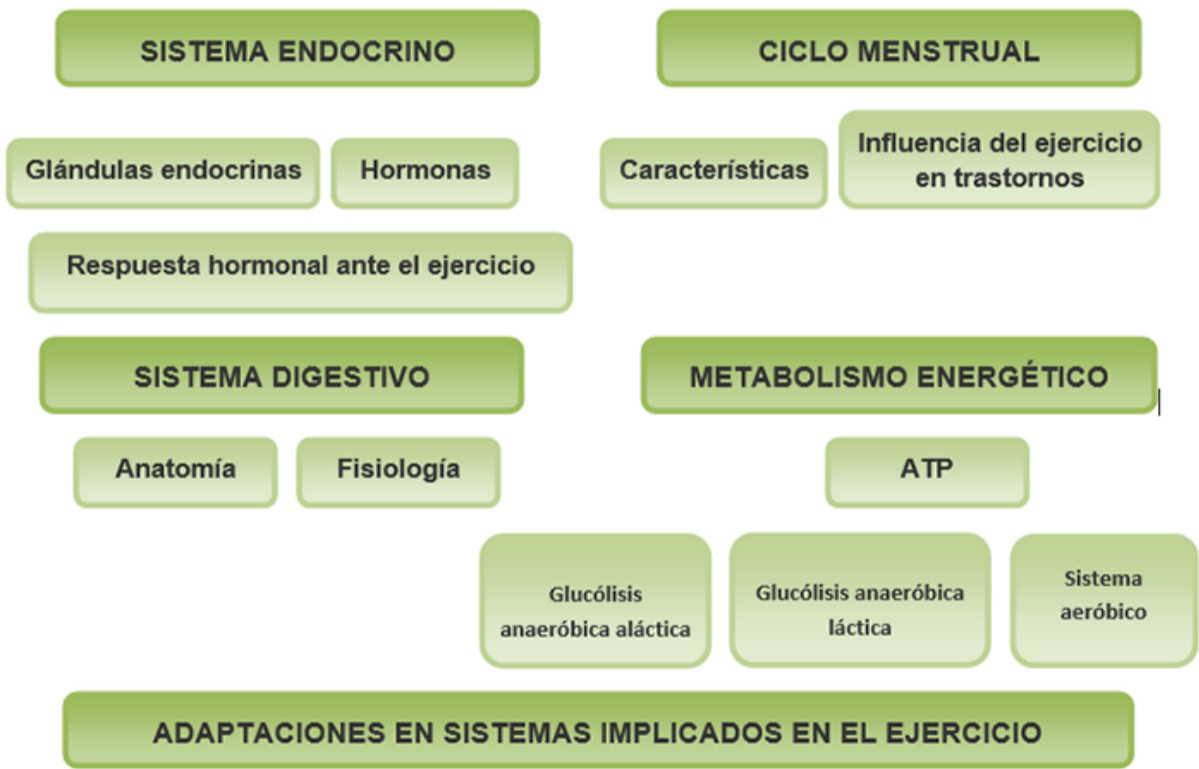 SISTEMA ENDOCRINO
CICLO MENSTRUAL
Glándulas endocrinas
Hormonas
Características
Influencia del ejercicio
en trastornos
Respuesta hormonal ante el ejercicio
SISTEMA DIGESTIVO
METABOLISMO ENERGÉTICO
Anatomía
Fisiología
ATP
Glucólisis
anaeróbica aláctica
Glucólisis anaeróbica
láctica
Sistema
aeróbico
ADAPTACIONES EN SISTEMAS IMPLICADOS EN EL EJERCICIO